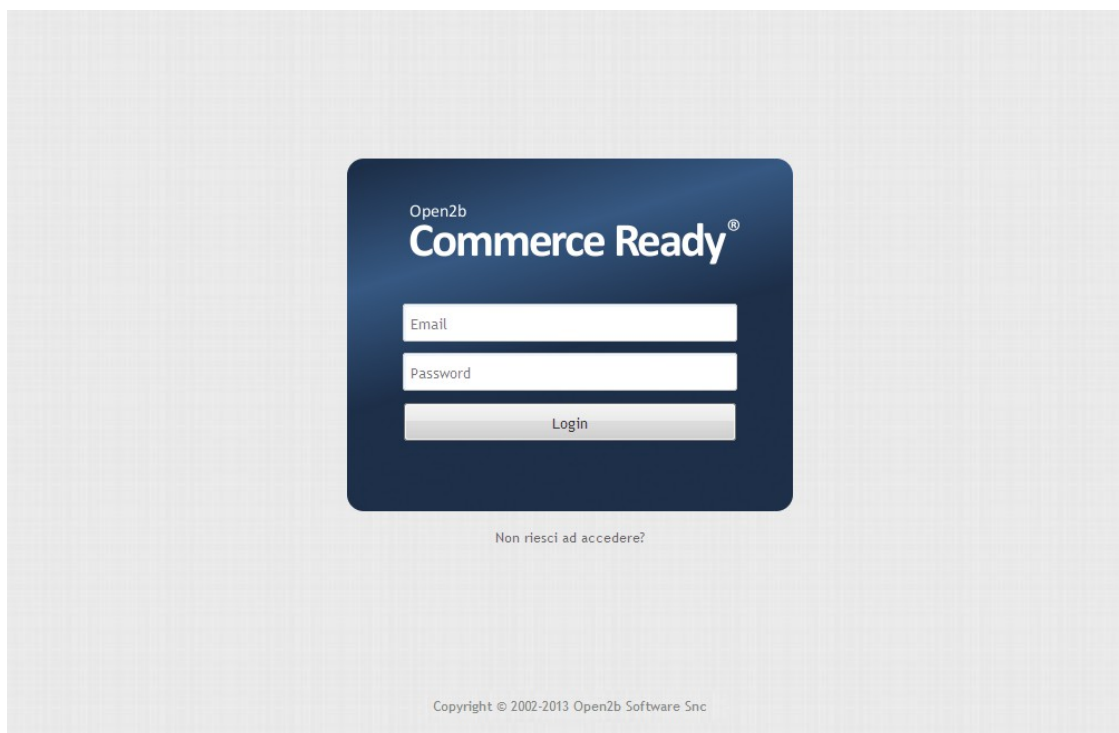 Open2b
Commerce Ready®
Email
Password
Login
Non riesci ad accedere?
Copyright © 2002-2013 Open2b Software Snc